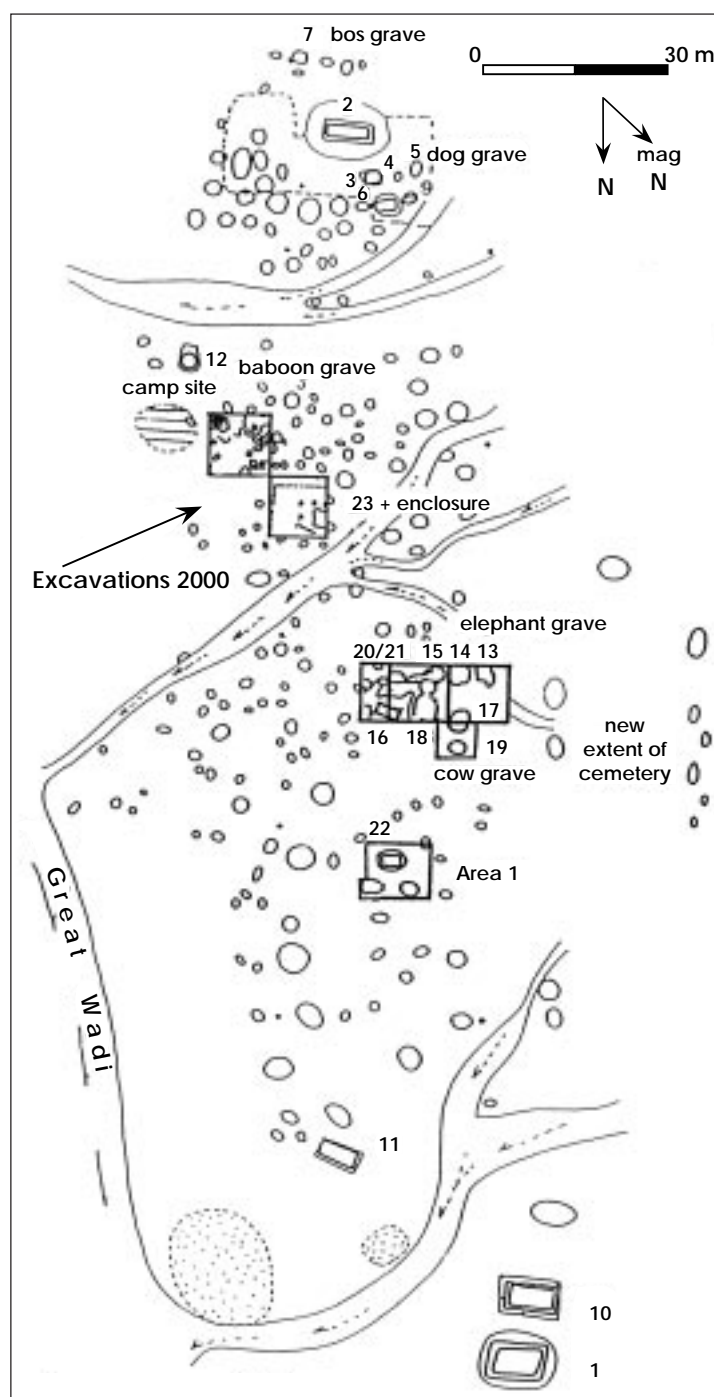 7 bos grave
0 30 m
2
mag
N N
5 dog grave
4
3
6 9
12 baboon grave
camp site
23 + enclosure
Excavations 2000
elephant grave
20/21 15 14 13
17
16 18 19
cow grave
new
extent of
cemetery
22
Area 1
Great Wadi
11
10
1